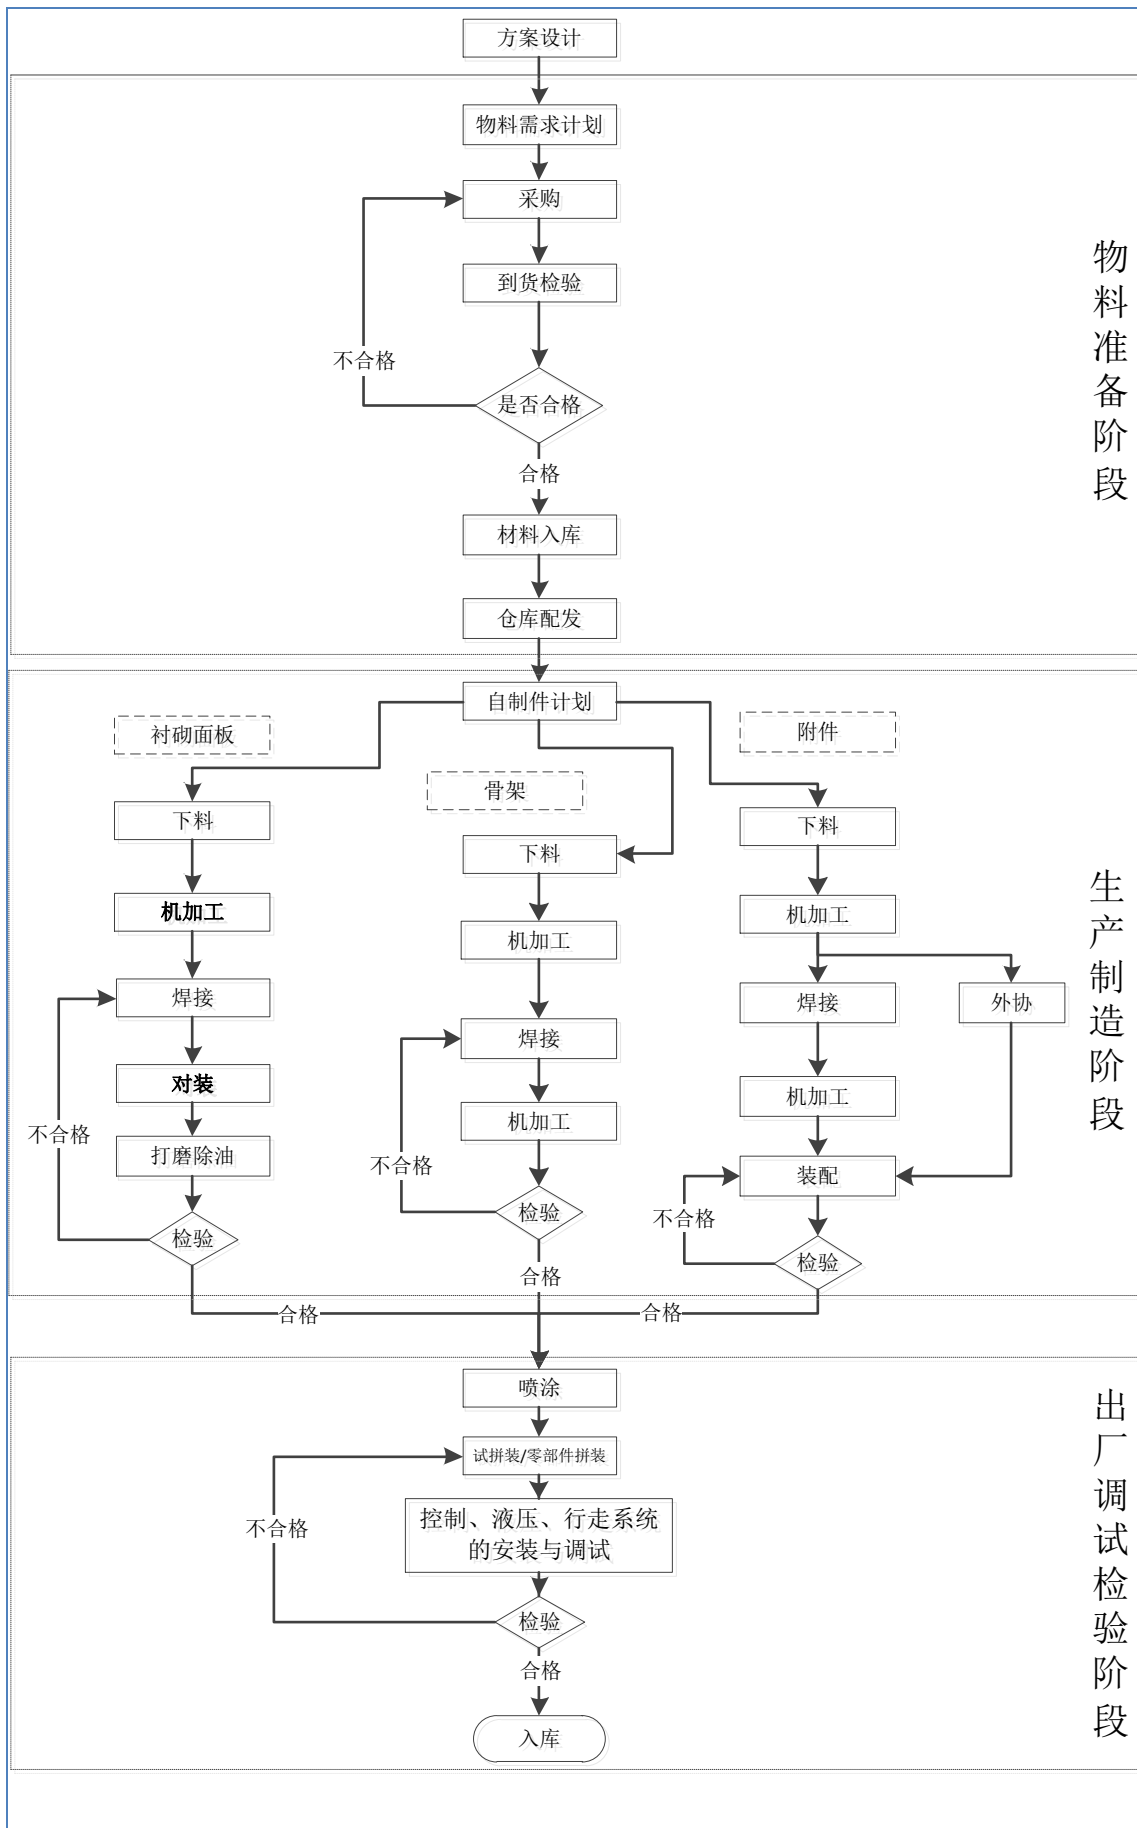 方案设计
物料需求计划
采购
到货检验
不合格
是否合格
合格
材料入库
仓库配发
物料准备阶段
自制件计划
衬砌面板
下料
机加工
焊接
对装
打磨除油
不合格
检验
合格
骨架
下料
机加工
焊接
机加工
不合格
检验
合格
附件
下料
机加工
焊接
外协
机加工
装配
不合格
检验
合格
生产制造阶段
喷涂
试拼装/零部件拼装
控制、液压、行走系统
的安装与调试
不合格
检验
合格
入库
出厂调试检验阶段